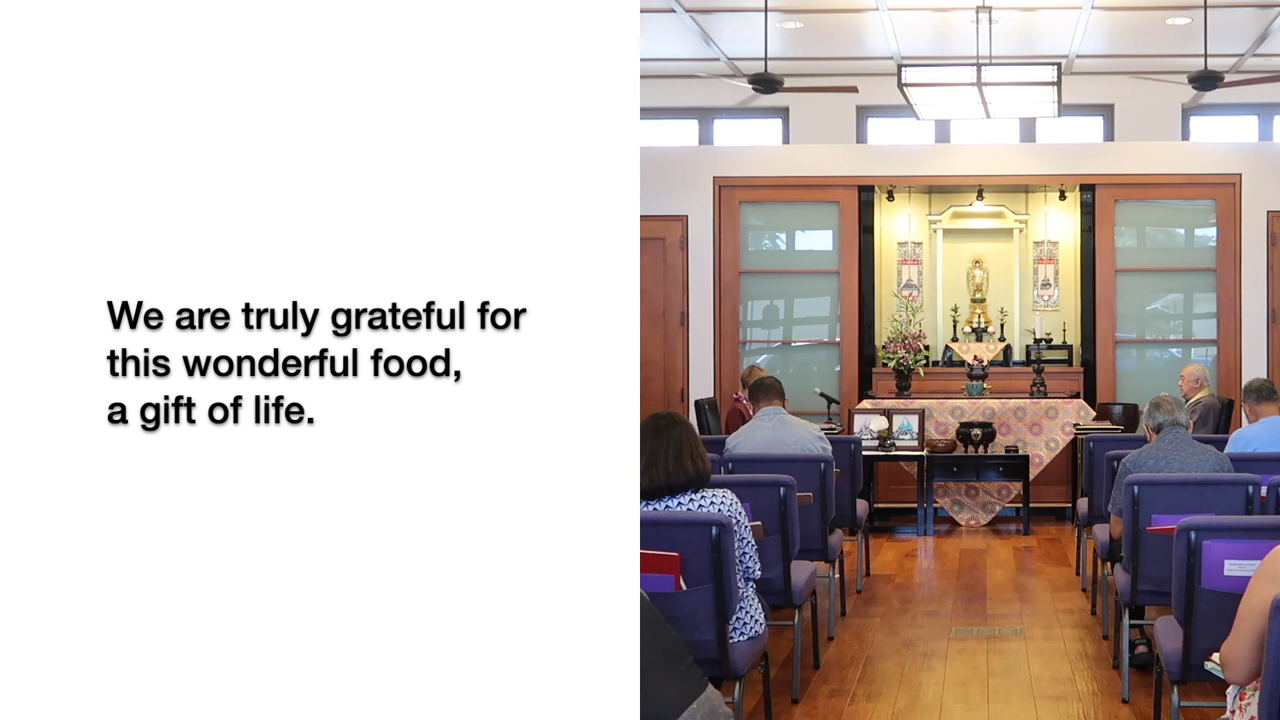 We are truly grateful for
this wonderful food,
a gift of life.